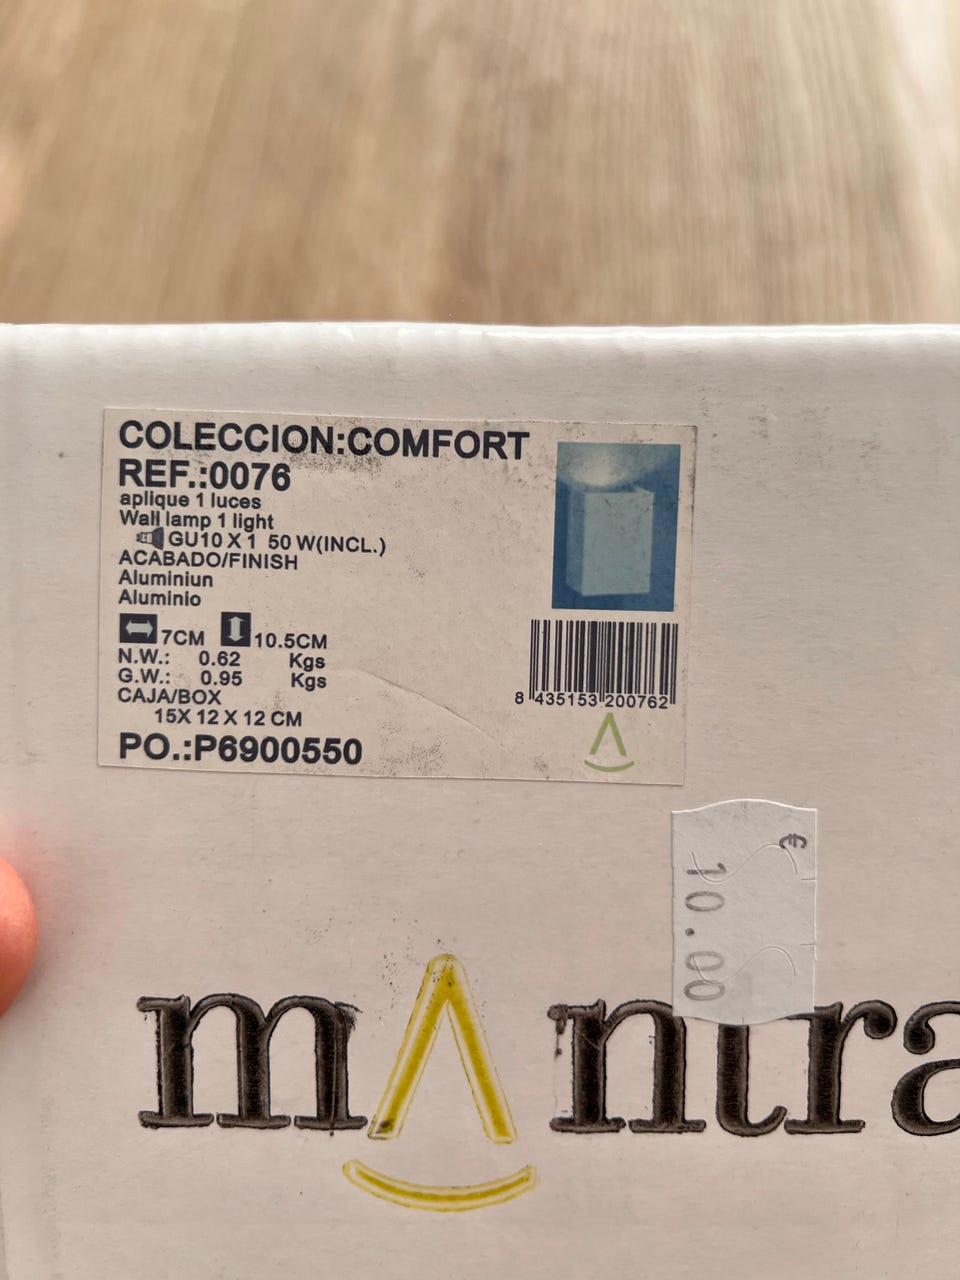 COLECCION:COMFORT
REF.:0076
aplique 1 luces
Wall lamp 1 light
GU10 X 1 50 W(INCL.)
ACABADO/FINISH
Aluminiun
Aluminio
7CM 10.5CM
N.W.: 0.62 Kgs
G.W.: 0.95 Kgs
CAJA/BOX
15X 12 X 12 CM
PO.:P6900550
8 435153 200762
€
10.00
mantra